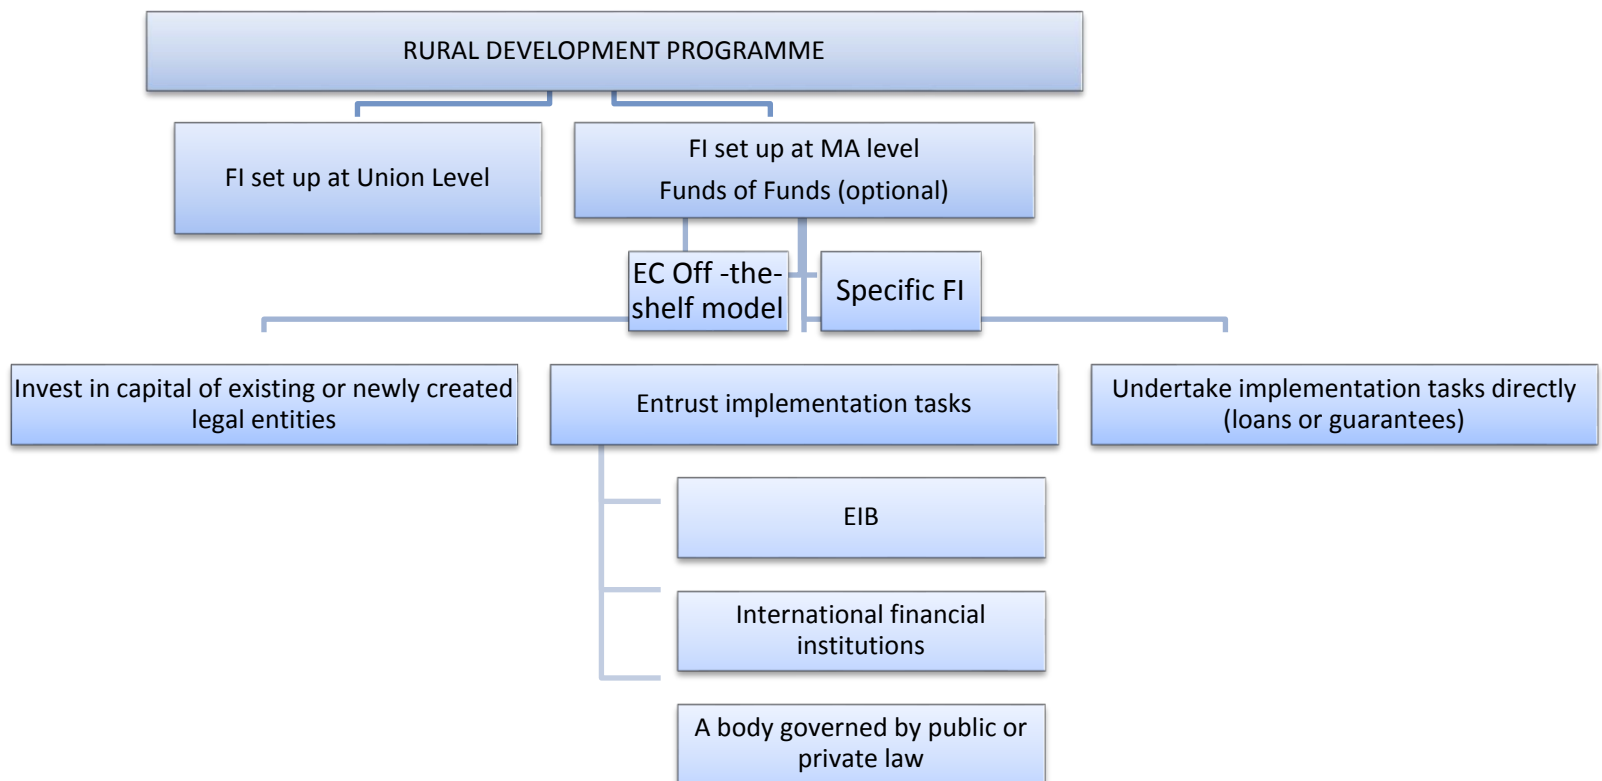 RURAL DEVELOPMENT PROGRAMME
FI set up at Union Level
FI set up at MA level
Funds of Funds (optional)
EC Off -the-
shelf model
Specific FI
Invest in capital of existing or newly created
legal entities
Entrust implementation tasks
Undertake implementation tasks directly
(loans or guarantees)
EIB
International financial
institutions
A body governed by public or
private law